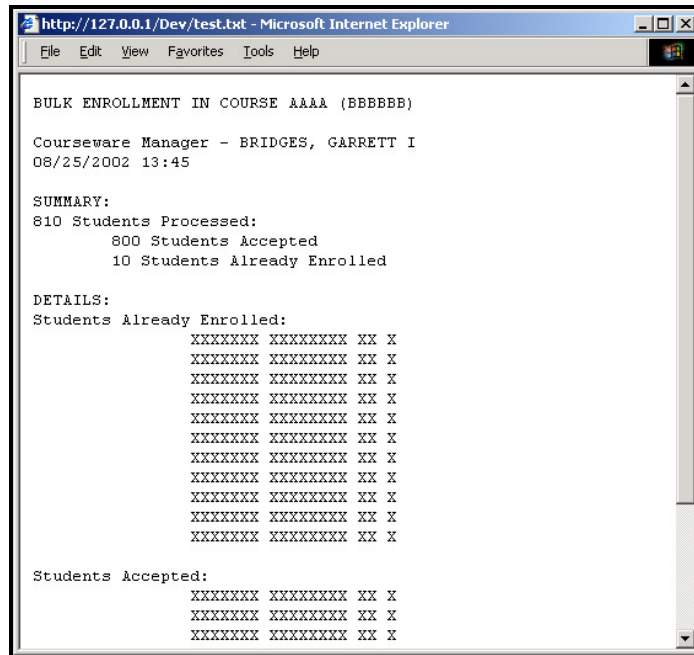 http://127.0.0.1/Dev/test.txt - Microsoft Internet Explorer
File Edit View Favorites Tools Help
BULK ENROLLMENT IN COURSE AAAA (BBBBBB)
Courseware Manager - BRIDGES, GARRETT I
08/25/2002 13:45
SUMMARY:
810 Students Processed:
800 Students Accepted
10 Students Already Enrolled
DETAILS:
Students Already Enrolled:
XXXXXXX XXXXXXXX XX X
XXXXXXX XXXXXXXX XX X
XXXXXXX XXXXXXXX XX X
XXXXXXX XXXXXXXX XX X
XXXXXXX XXXXXXXX XX X
XXXXXXX XXXXXXXX XX X
XXXXXXX XXXXXXXX XX X
XXXXXXX XXXXXXXX XX X
XXXXXXX XXXXXXXX XX X
XXXXXXX XXXXXXXX XX X
XXXXXXX XXXXXXXX XX X
Students Accepted:
XXXXXXX XXXXXXXX XX X
XXXXXXX XXXXXXXX XX X
XXXXXXX XXXXXXXX XX X